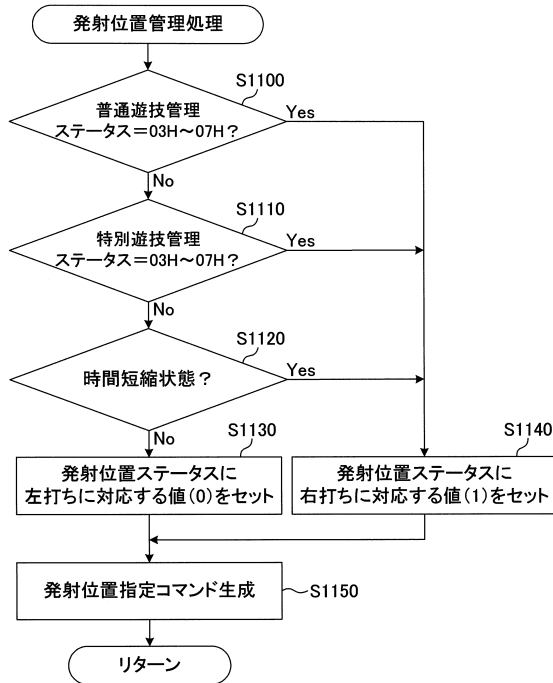 発射位置管理処理
S1100
普通遊技管理
ステータス＝03H～07H？
Yes
No
S1110
特別遊技管理
ステータス＝03H～07H？
Yes
No
S1120
時間短縮状態？
Yes
No
S1130
発射位置ステータスに
左打ちに対応する値（0）をセット
S1140
発射位置ステータスに
右打ちに対応する値（1）をセット
発射位置指定コマンド生成
S1150
リターン